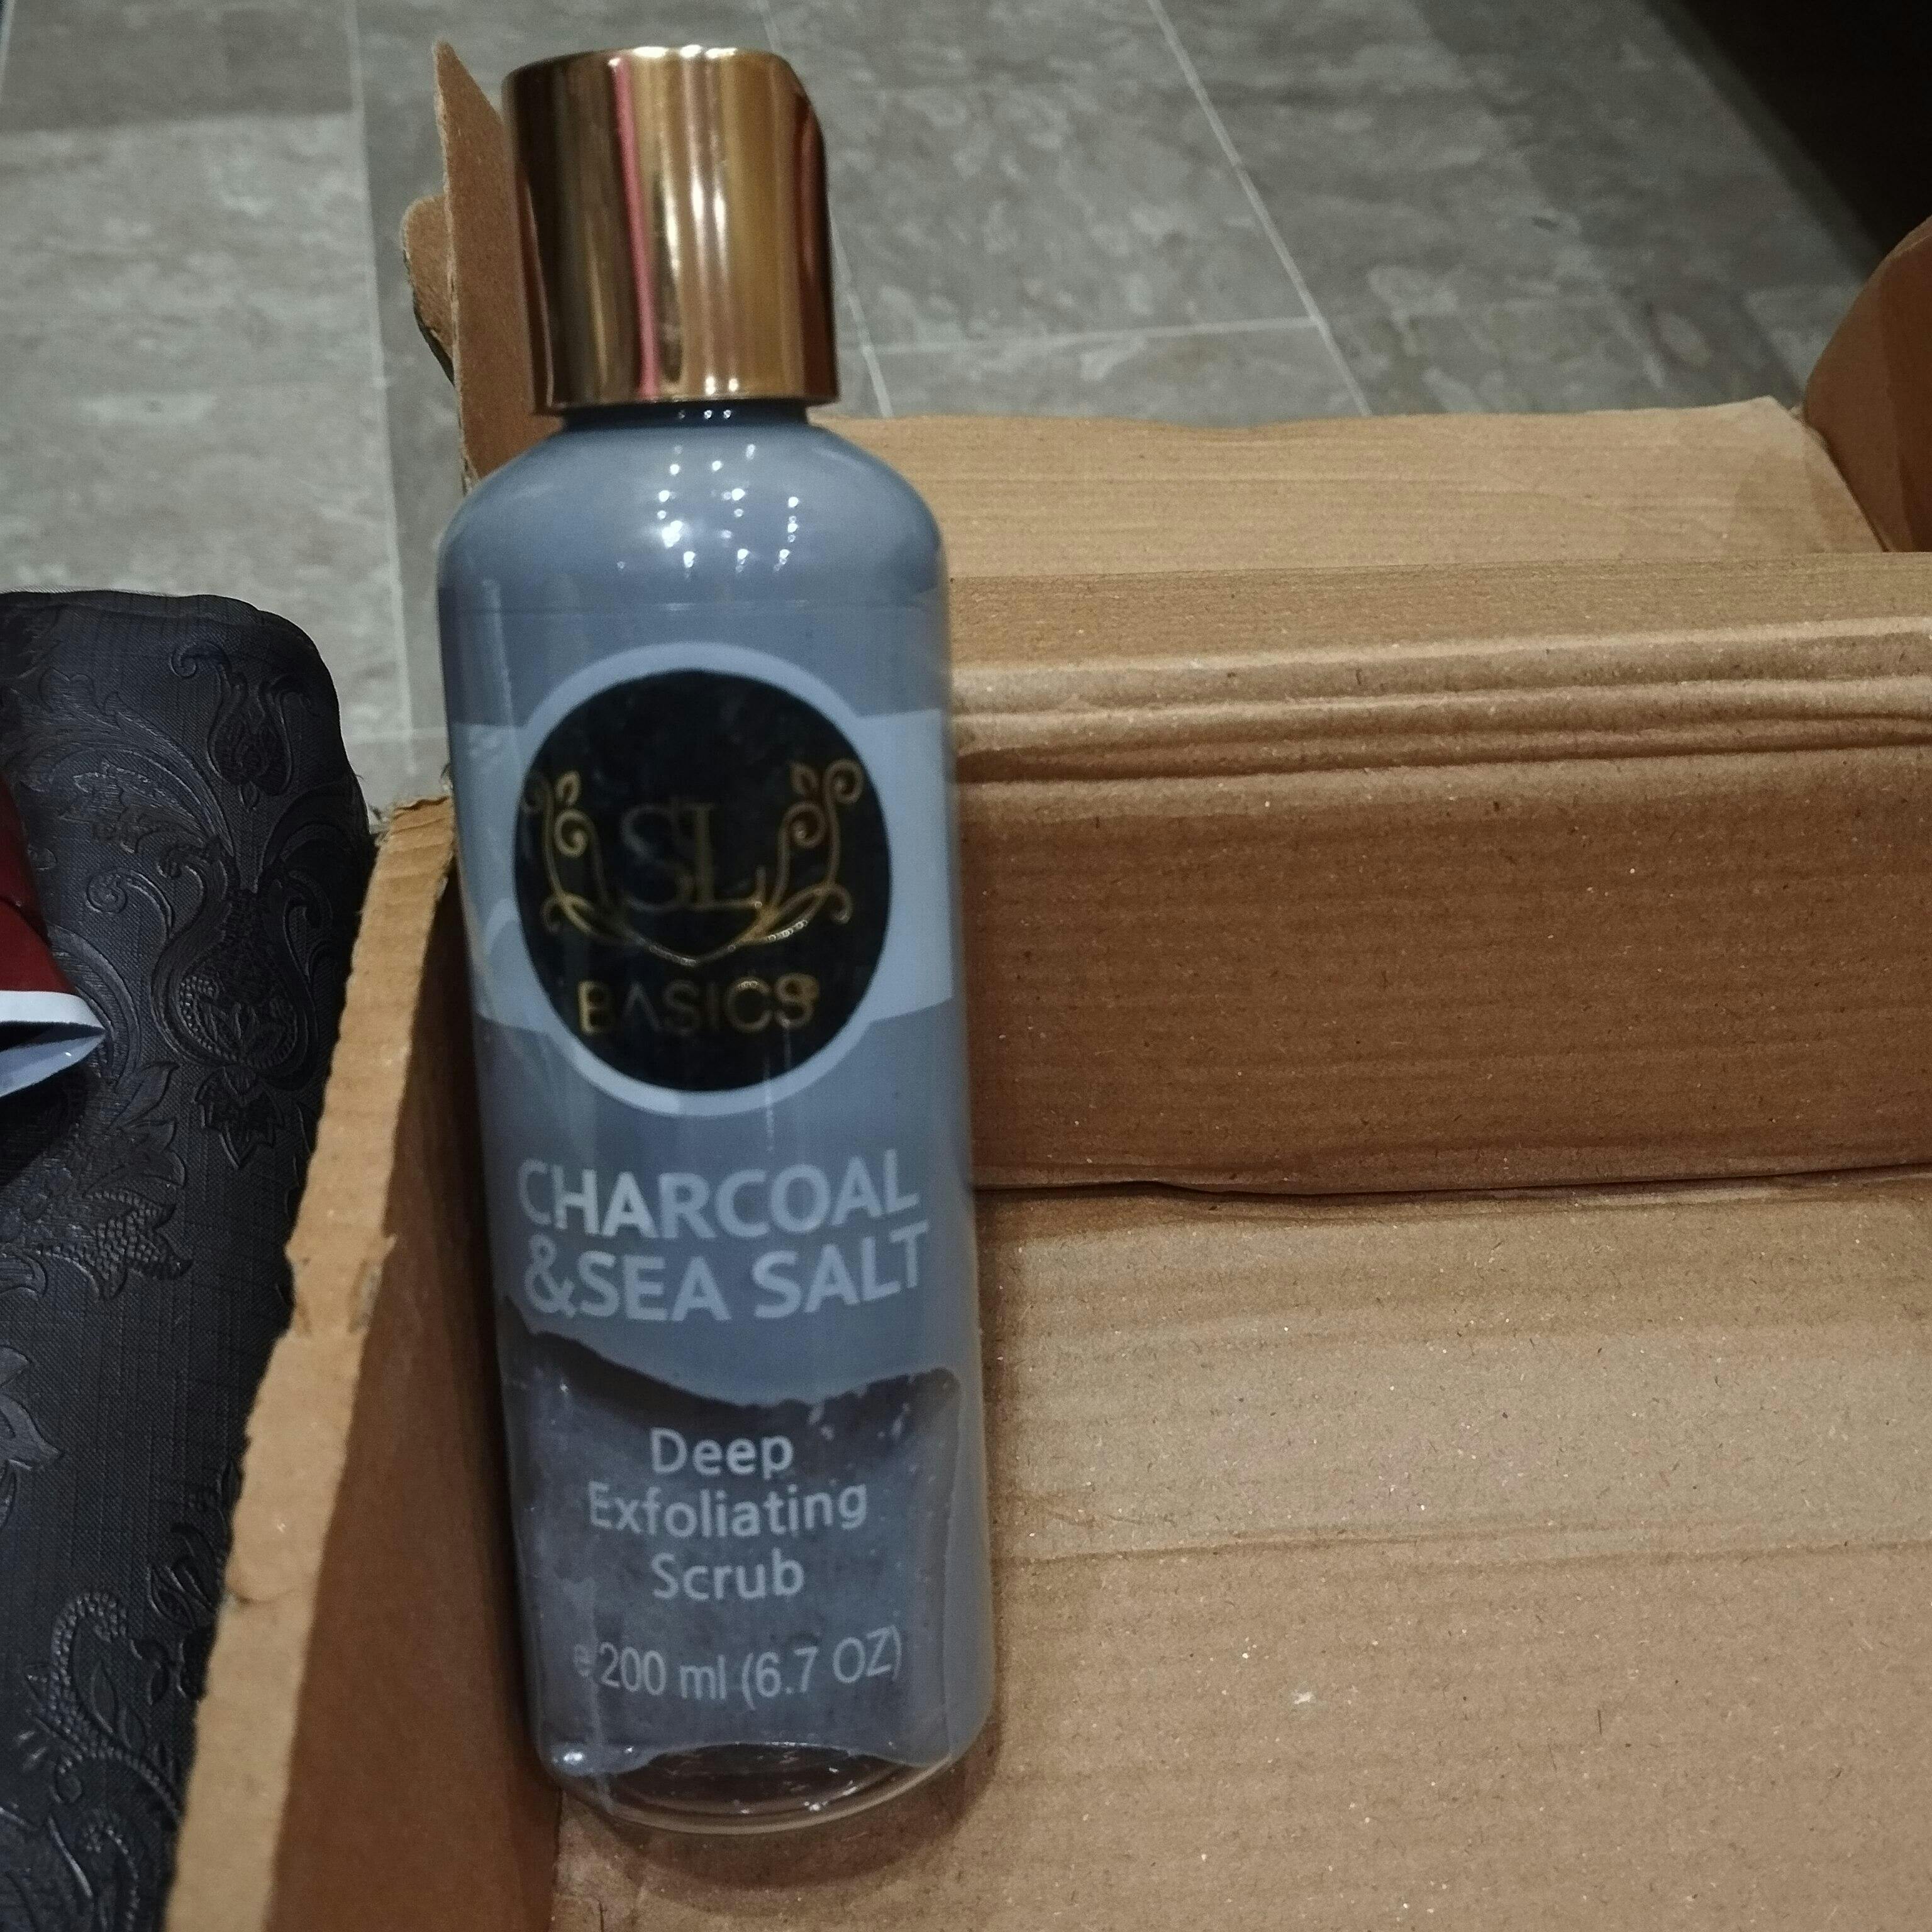 SL
BASICS
CHARCOAL
&SEA SALT
Deep
Exfoliating
Scrub
e 200 ml (6.7 OZ)